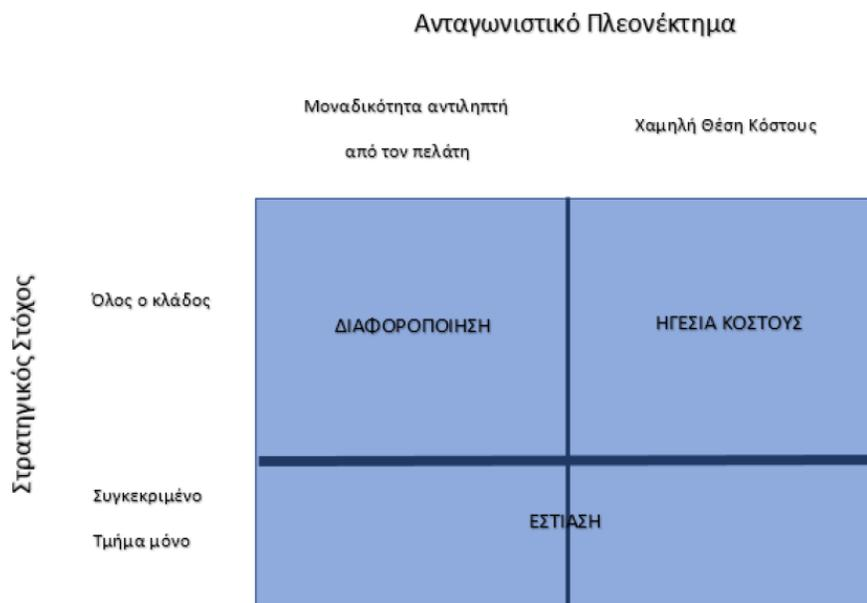 Ανταγωνιστικό Πλεονέκτημα
Μοναδικότητα αντιληπτή
από τον πελάτη
Χαμηλή Θέση Κόστους
Στρατηγικός Στόχος
Όλος ο κλάδος
ΔΙΑΦΟΡΟΠΟΙΗΣΗ
ΗΓΕΣΙΑ ΚΟΣΤΟΥΣ
Συγκεκριμένο
Τμήμα μόνο
ΕΣΤΙΑΣΗ